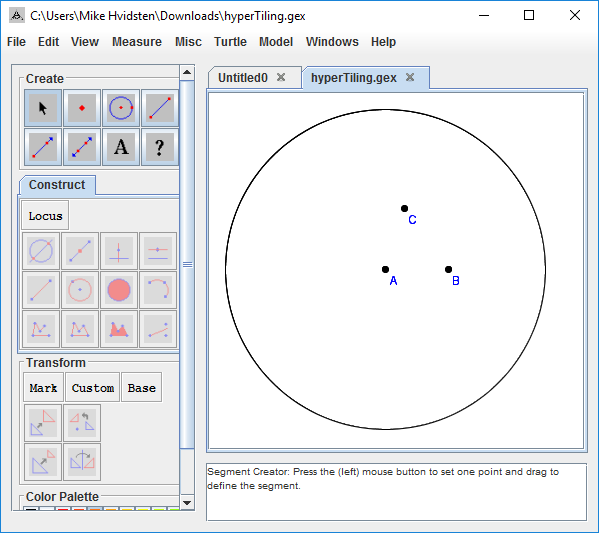 C:\Users\Mike Hvidsten\Downloads\hyperTiling.gex
File Edit View Measure Misc Turtle Model Windows Help
Create
A ?
Construct
Locus
Transform
Mark Custom Base
Color Palette
Untitled0 hyperTiling.gex
C
A
B
Segment Creator: Press the (left) mouse button to set one point and drag to
define the segment.